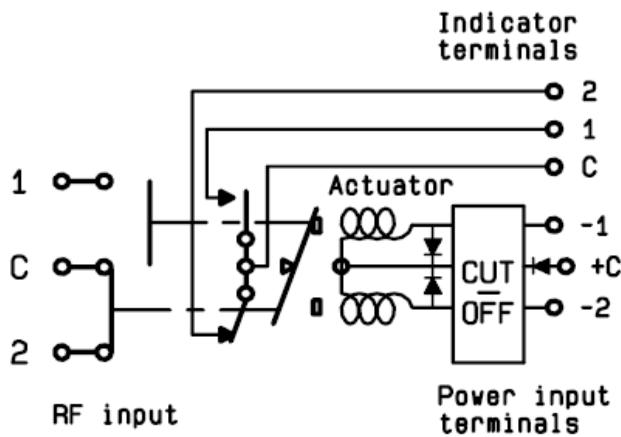 Indicator
terminals
2
1
C
1
Actuator
-1
C
CUT
+C
OFF
-2
2
RF input
Power input
terminals